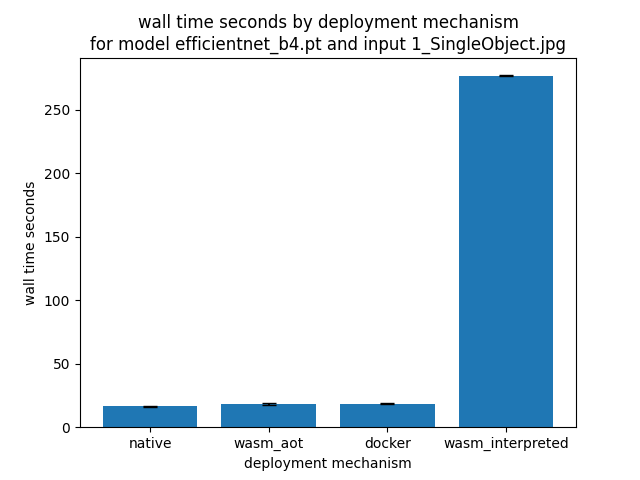 wall time seconds by deployment mechanism
for model efficientnet_b4.pt and input 1_SingleObject.jpg
wall time seconds
250
200
150
100
50
0
native
wasm_aot
docker
wasm_interpreted
deployment mechanism